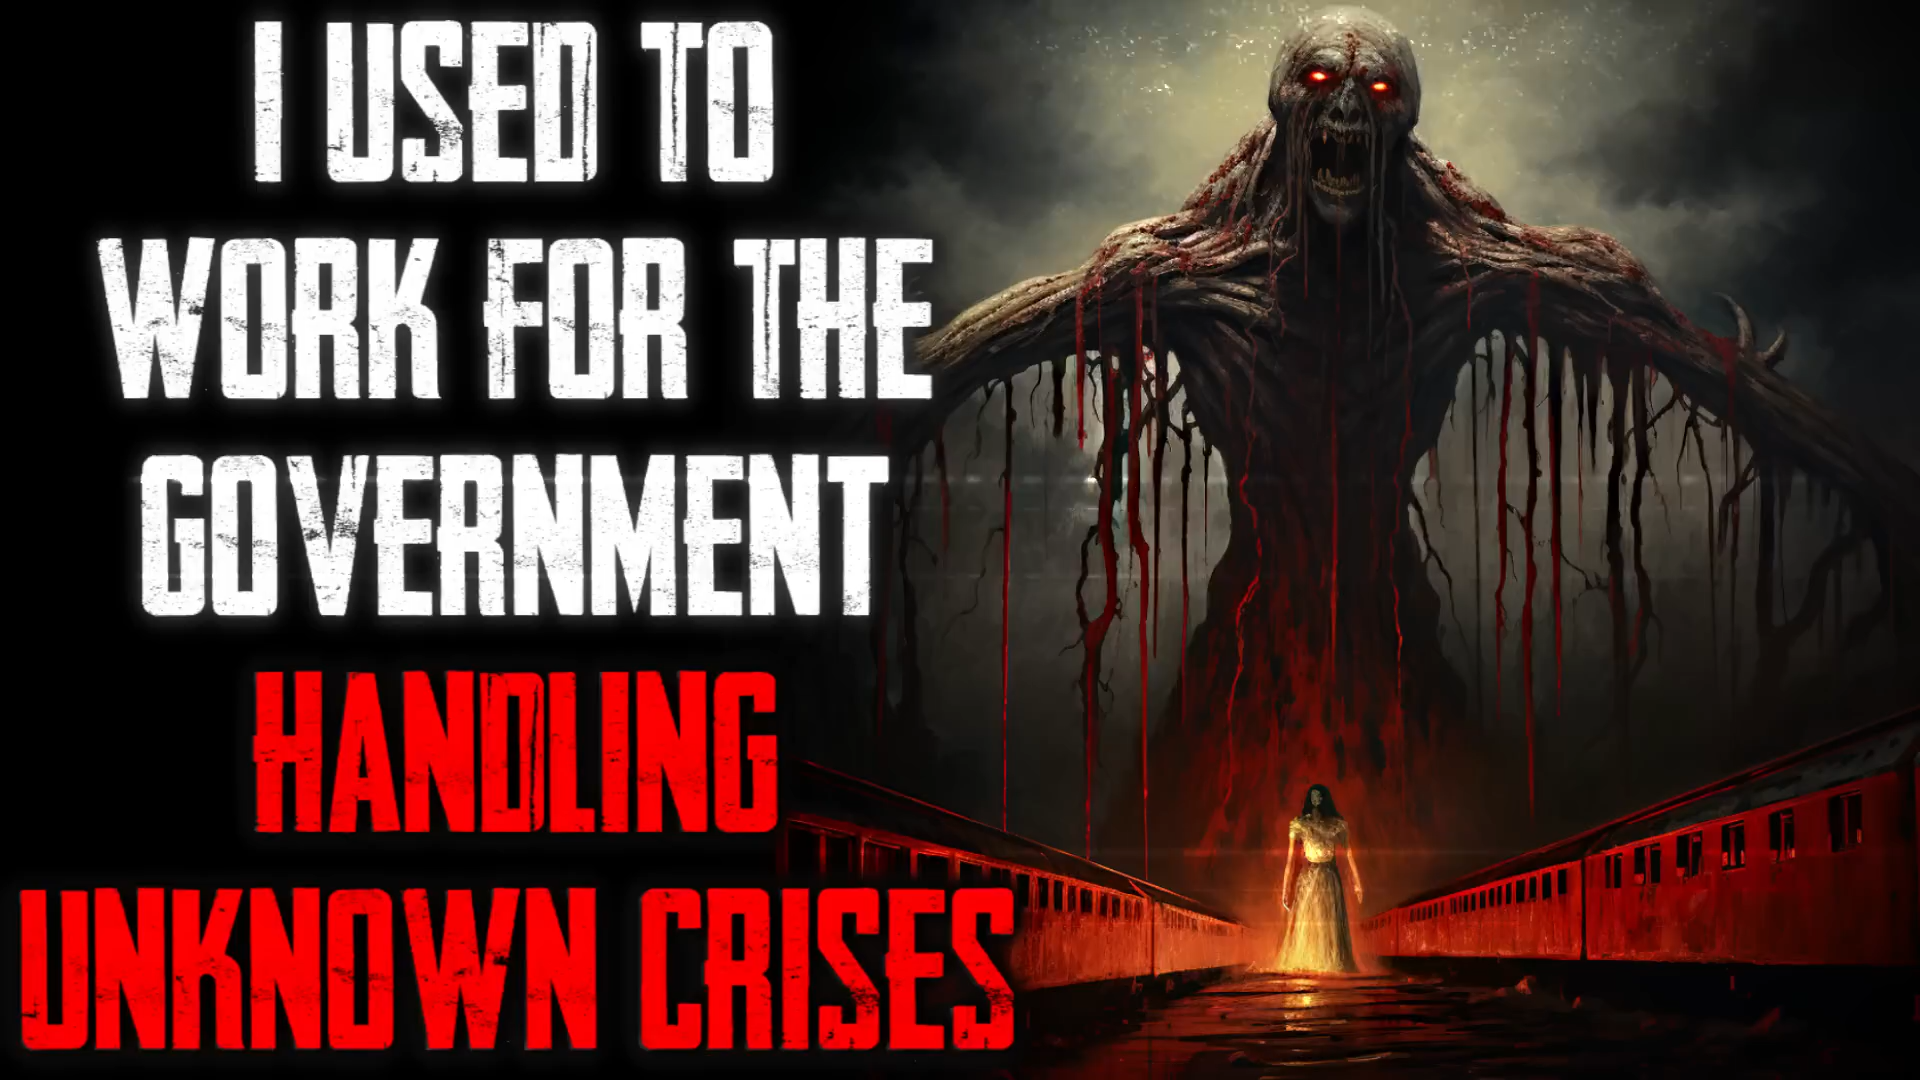 I USED TO
WORK FOR THE
GOVERNMENT
HANDLING
UNKNOWN CRISES